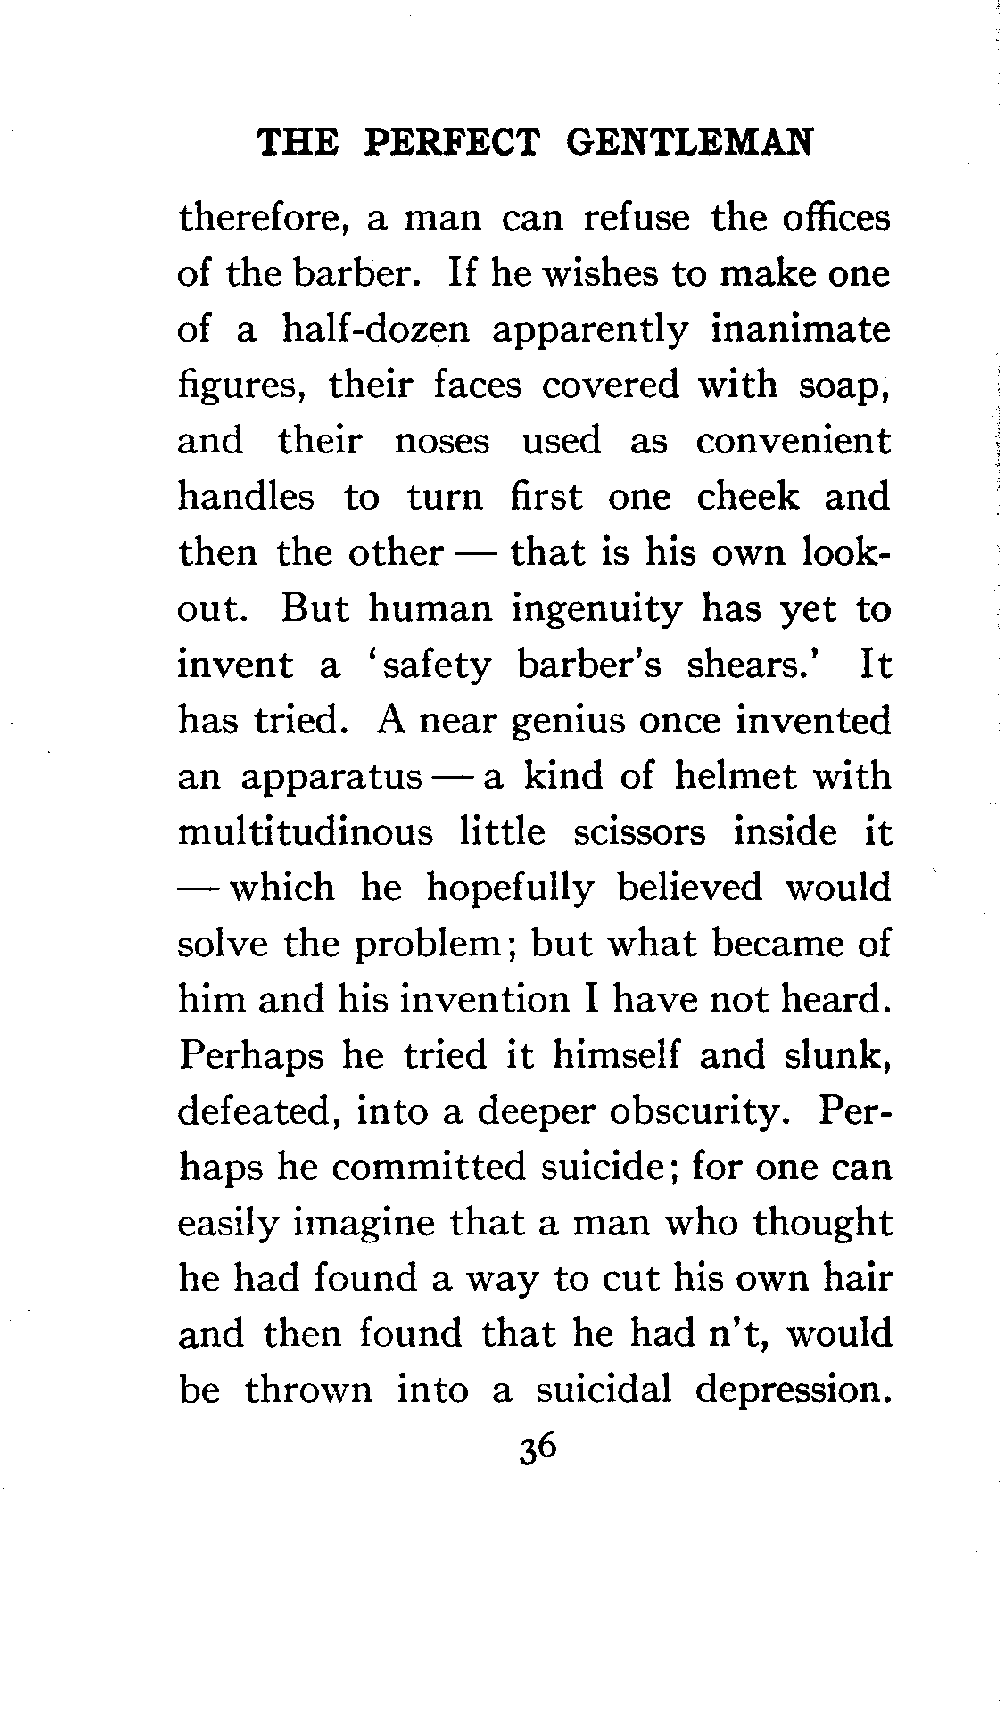 THE PERFECT GENTLEMAN
therefore, a man can refuse the offices
of the barber. If he wishes to make one
of a half-dozen apparently inanimate
figures, their faces covered with soap,
and their noses used as convenient
handles to turn first one cheek and
then the other — that is his own look-
out. But human ingenuity has yet to
invent a ‘safety barber's shears.’ It
has tried. A near genius once invented
an apparatus — a kind of helmet with
multitudinous little scissors inside it
— which he hopefully believed would
solve the problem; but what became of
him and his invention I have not heard.
Perhaps he tried it himself and slunk,
defeated, into a deeper obscurity. Per-
haps he committed suicide; for one can
easily imagine that a man who thought
he had found a way to cut his own hair
and then found that he had n't, would
be thrown into a suicidal depression.
36